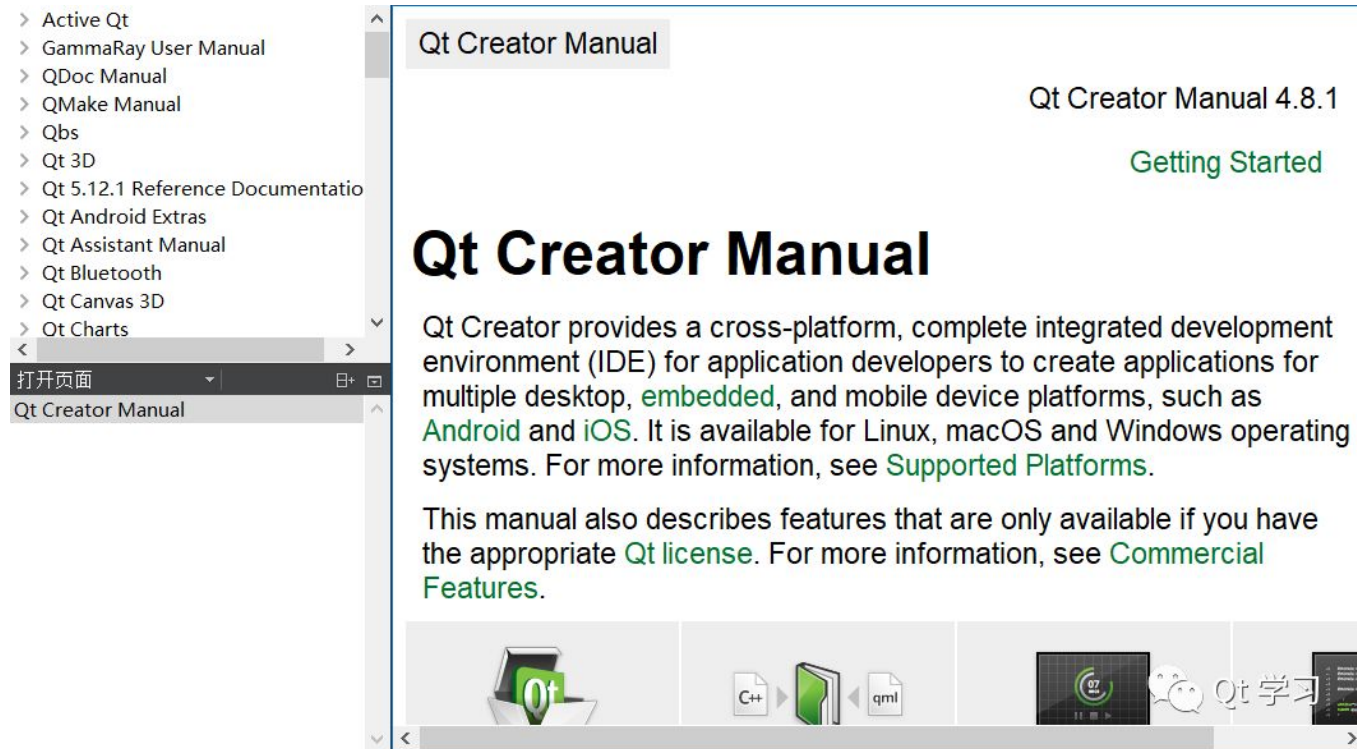 Active Qt
GammaRay User Manual
QDoc Manual
QMake Manual
Qbs
Qt 3D
Qt 5.12.1 Reference Documentatio
Qt Android Extras
Qt Assistant Manual
Qt Bluetooth
Qt Canvas 3D
Qt Charts
打开页面
Qt Creator Manual
Qt Creator Manual
Qt Creator Manual 4.8.1
Getting Started
Qt Creator Manual
Qt Creator provides a cross-platform, complete integrated development
environment (IDE) for application developers to create applications for
multiple desktop, embedded, and mobile device platforms, such as
Android and iOS. It is available for Linux, macOS and Windows operating
systems. For more information, see Supported Platforms.
This manual also describes features that are only available if you have
the appropriate Qt license. For more information, see Commercial
Features.
Qt
C++
qml
07
Qt 学习